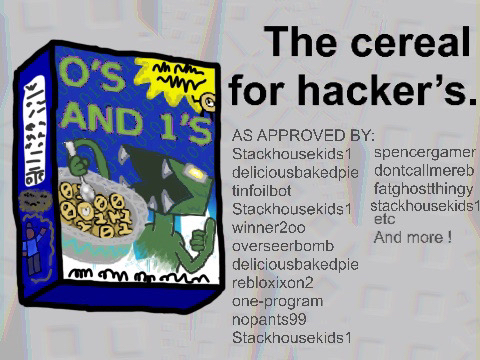 The cereal
for hacker's.
O'S
AND 1'S
AS APPROVED BY:
Stackhousekids1
deliciousbakedpie
tinfoilbot
Stackhousekids1
winner2oo
overseerbomb
deliciousbakedpie
rebloxixon2
one-program
nopants99
Stackhousekids1
spencergamer
dontcallmereb
fatghostthingy
stackhousekids1
etc
And more !